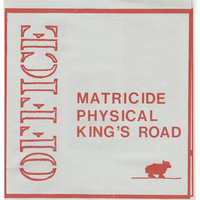 OFFICE
MATRICIDE
PHYSICAL
KING'S ROAD